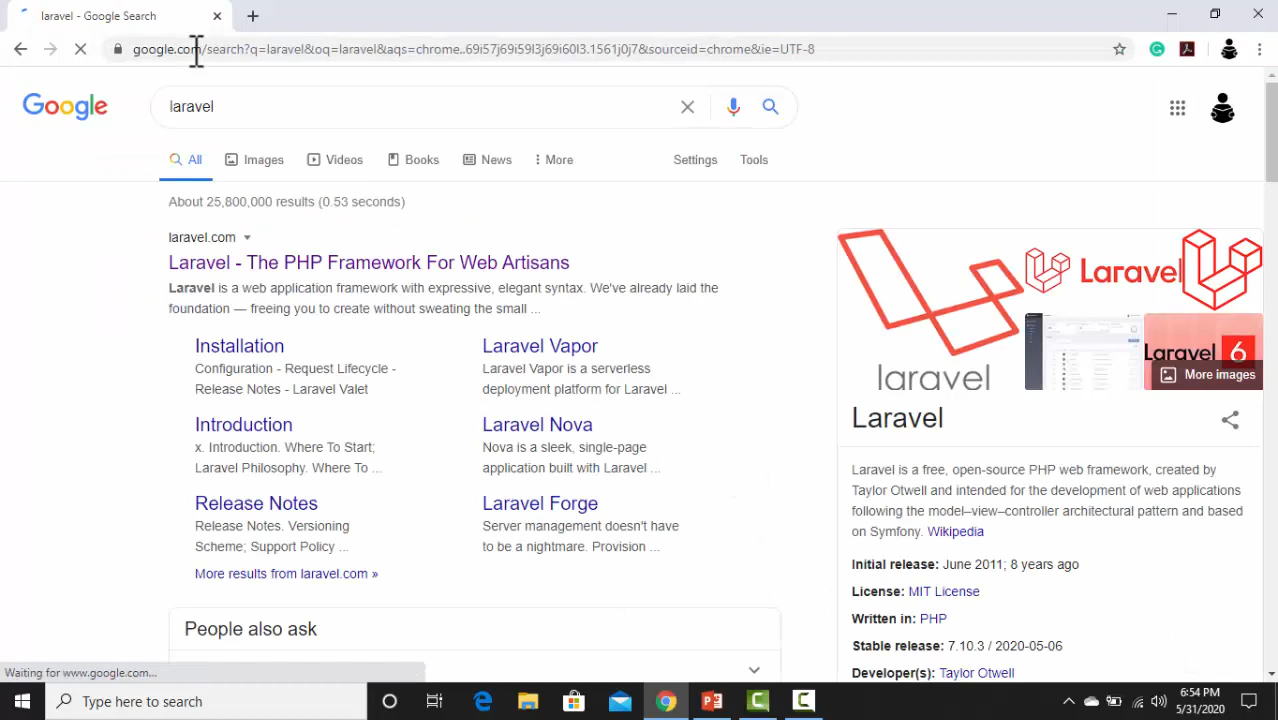 laravel - Google Search
google.com/search?q=laravel&oq=laravel&aqs=chrome..69i57j69i59l3j69i60l3.1561j0j7&sourceid=chrome&ie=UTF-8
Google
laravel
All
Images
Videos
Books
News
More
Settings
Tools
About 25,800,000 results (0.53 seconds)
laravel.com
Laravel - The PHP Framework For Web Artisans
Laravel is a web application framework with expressive, elegant syntax. We've already laid the
foundation — freeing you to create without sweating the small ...
Installation
Configuration - Request Lifecycle -
Release Notes - Laravel Valet
Laravel Vapor
Laravel Vapor is a serverless
deployment platform for Laravel ...
Introduction
x. Introduction. Where To Start;
Laravel Philosophy. Where To ...
Laravel Nova
Nova is a sleek, single-page
application built with Laravel ...
Release Notes
Release Notes. Versioning
Scheme; Support Policy ...
Laravel Forge
Server management doesn't have
to be a nightmare. Provision ...
More results from laravel.com »
People also ask
laravel
Laravel
Laravel 6
More images
Laravel
Laravel is a free, open-source PHP web framework, created by
Taylor Otwell and intended for the development of web applications
following the model–view–controller architectural pattern and based
on Symfony. Wikipedia
Initial release: June 2011; 8 years ago
License: MIT License
Written in: PHP
Stable release: 7.10.3 / 2020-05-06
Developer(s): Taylor Otwell
Waiting for www.google.com...
Type here to search
6:54 PM
5/31/2020